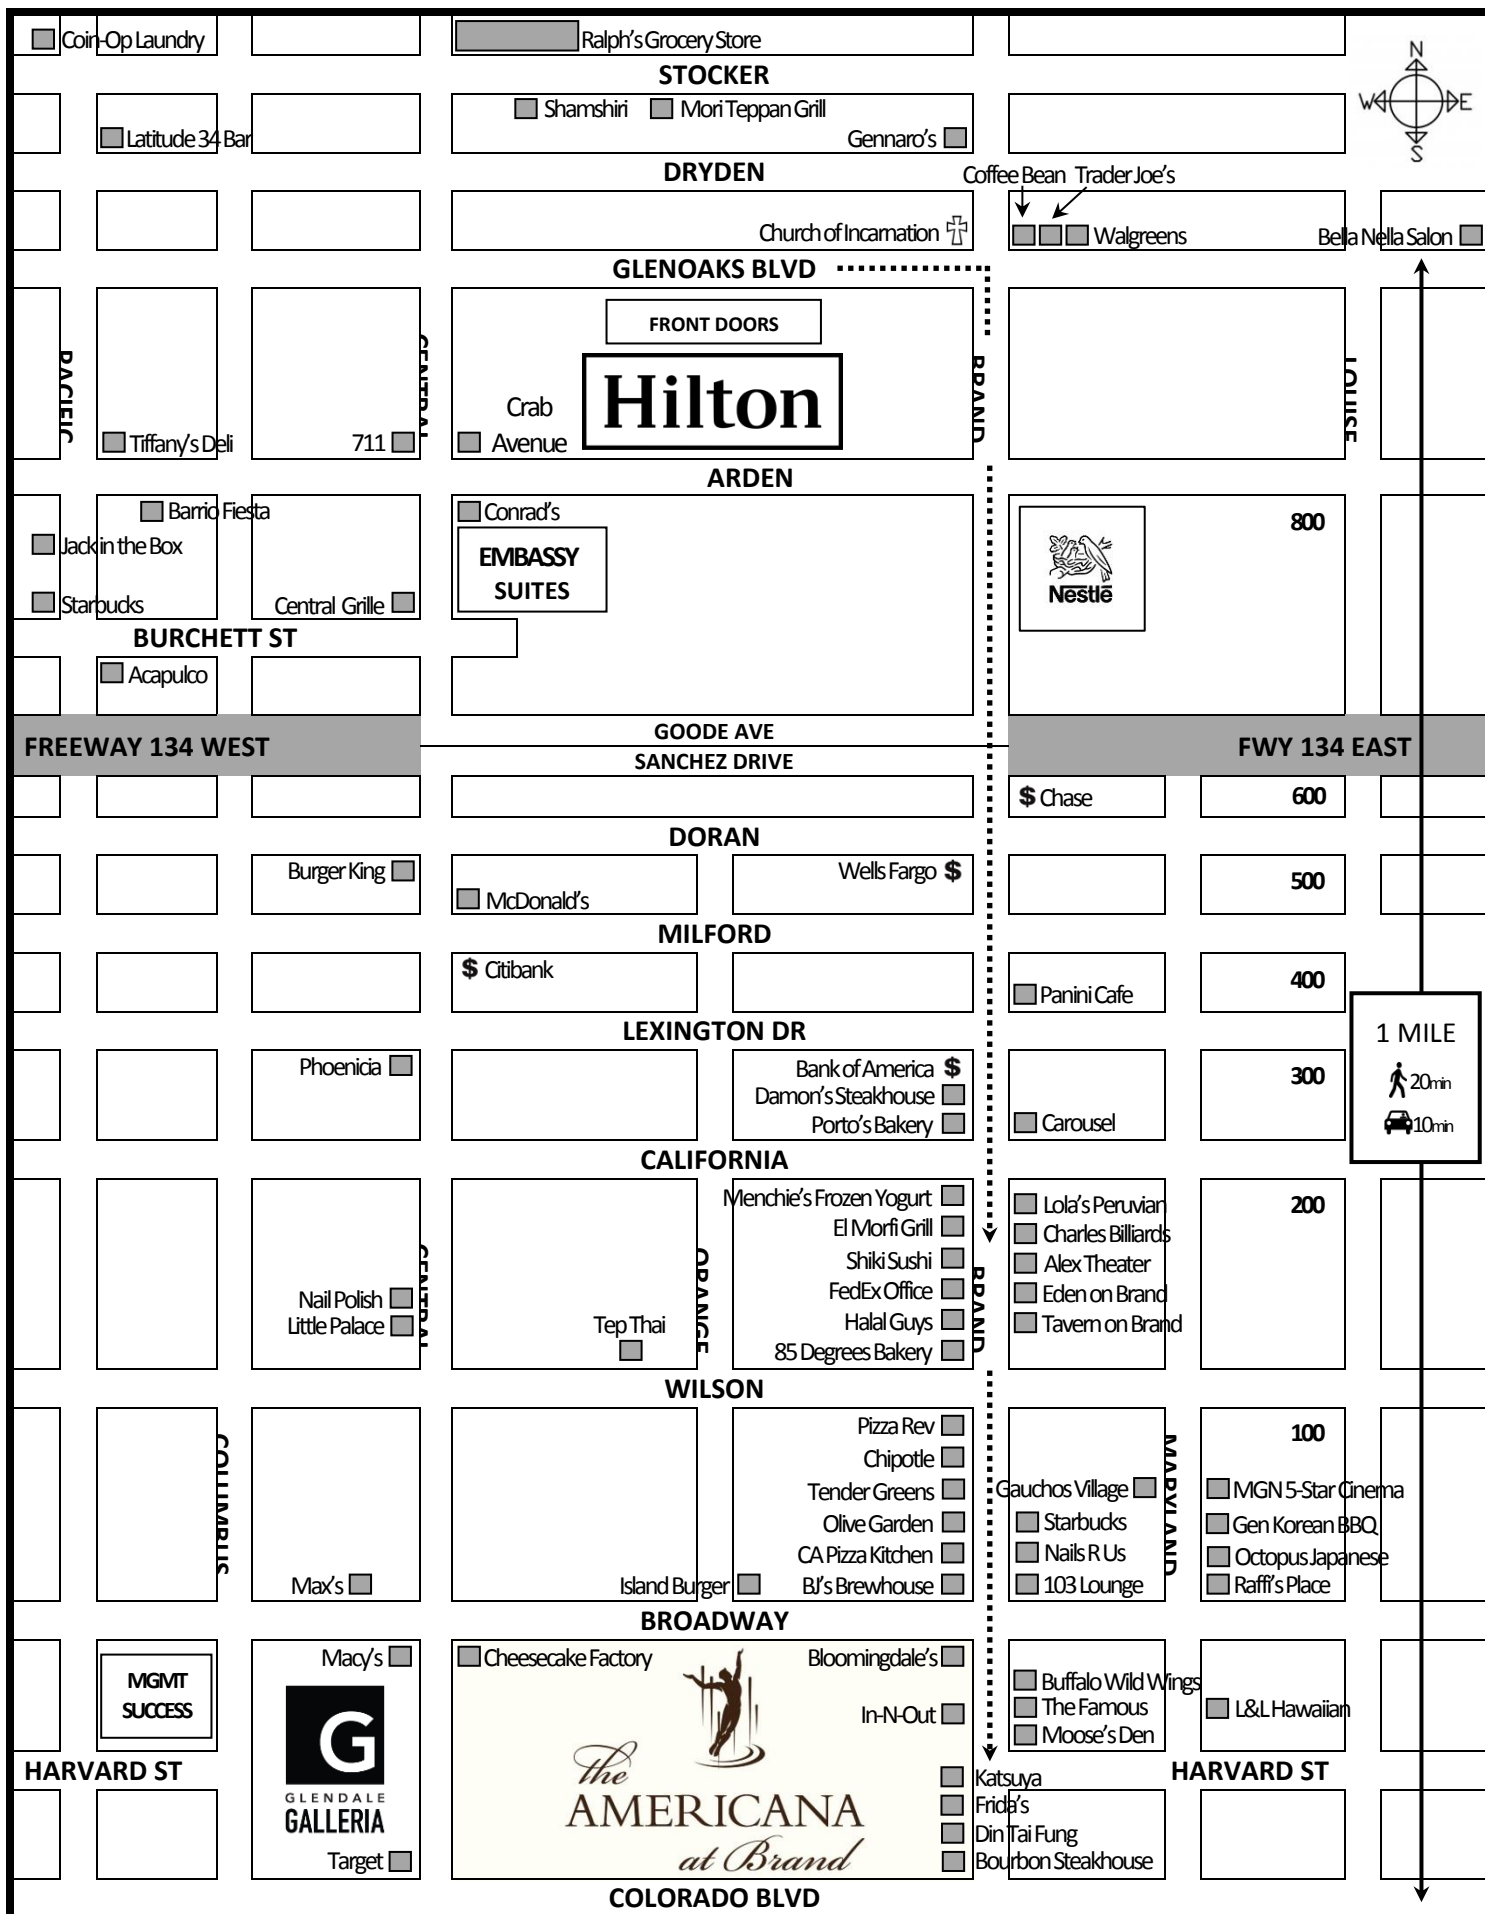 Coin-Op Laundry
Ralph's Grocery Store
N
STOCKER
W
E
Shamshiri
Mori Teppan Grill
Latitude 34 Bar
Gennaro's
S
DRYDEN
Coffee Bean
Trader Joe's
Church of Incarnation
Walgreens
Bella Nella Salon
GLENOAKS BLVD
FRONT DOORS
PACIFIC
CENTRAL
Hilton
BRAND
LOUISE
Crab
Avenue
Tiffany's Deli
711
ARDEN
Barrio Fiesta
Conrad's
800
Jack in the Box
EMBASSY
SUITES
Nestlé
Starbucks
Central Grille
BURCHETT ST
Acapulco
GOODE AVE
FREEWAY 134 WEST
FWY 134 EAST
SANCHEZ DRIVE
$ Chase
600
DORAN
Burger King
Wells Fargo $
500
McDonald's
MILFORD
$ Citibank
400
Panini Cafe
LEXINGTON DR
1 MILE
Phoenicia
Bank of America $
300
20min
Damon's Steakhouse
Porto's Bakery
Carousel
10min
CALIFORNIA
Menchie's Frozen Yogurt
Lola's Peruvian
200
El Morfi Grill
Charles Billiards
Shiki Sushi
Alex Theater
CENTRAL
ORANGE
BRAND
Nail Polish
FedEx Office
Eden on Brand
Little Palace
Tep Thai
Halal Guys
Tavern on Brand
85 Degrees Bakery
WILSON
Pizza Rev
100
Chipotle
COLUMBUS
MARYLAND
Tender Greens
Gauchos Village
MGN 5-Star Cinema
Olive Garden
Starbucks
Gen Korean BBQ
CA Pizza Kitchen
Nails R Us
Octopus Japanese
Max's
Island Burger
BJ's Brewhouse
103 Lounge
Raffi's Place
BROADWAY
Macy's
Cheesecake Factory
Bloomingdale's
MGMT
SUCCESS
Buffalo Wild Wings
The Famous
L&L Hawaiian
In-N-Out
Moose's Den
G
HARVARD ST
the
HARVARD ST
Katsuya
GLENDALE
GALLERIA
AMERICANA
Frida's
Din Tai Fung
Target
at Brand
Bourbon Steakhouse
COLORADO BLVD